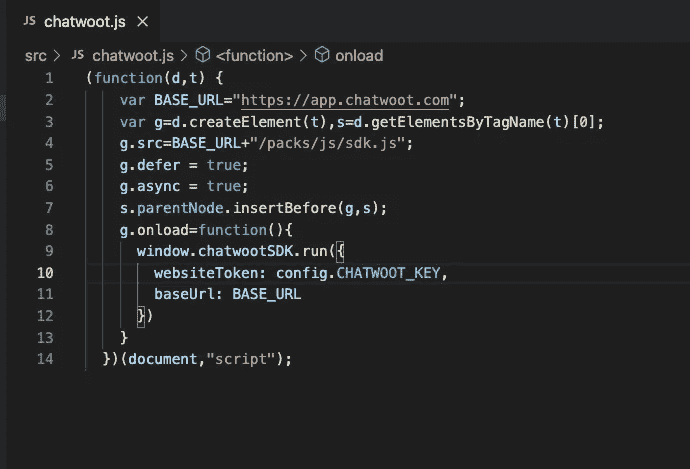 JS chatwoot.js ×
src > JS chatwoot.js > <function> > onload
1 (function(d,t) {
2 var BASE_URL="https://app.chatwoot.com";
3 var g=d.createElement(t),s=d.getElementsByTagName(t)[0];
4 g.src=BASE_URL+"/packs/js/sdk.js";
5 g.defer = true;
6 g.async = true;
7 s.parentNode.insertBefore(g,s);
8 g.onload=function(){
9 window.chatwootSDK.run({
10 websiteToken: config.CHATWOOT_KEY,
11 baseUrl: BASE_URL
12 })
13 }
14 })(document,"script");